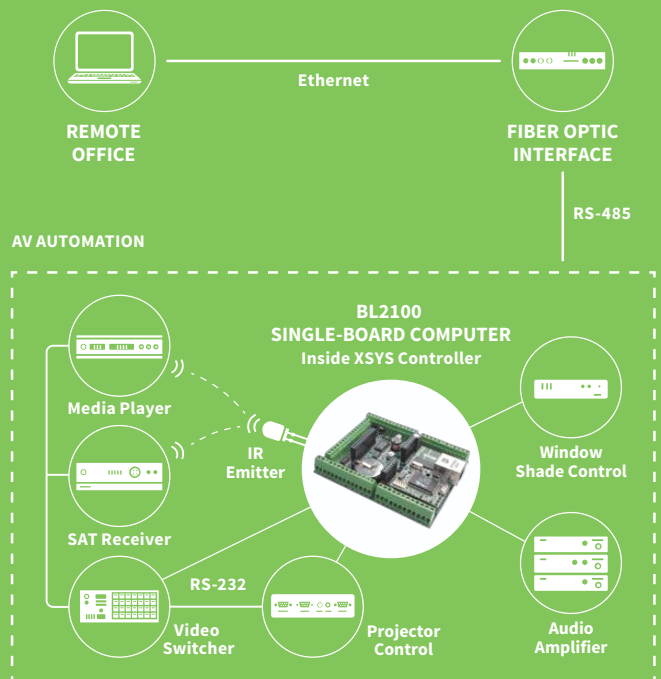 Ethernet
REMOTE
OFFICE
FIBER OPTIC
INTERFACE
RS-485
AV AUTOMATION
BL2100
SINGLE-BOARD COMPUTER
Inside XSYS Controller
Media Player
IR
Emitter
Window
Shade Control
SAT Receiver
RS-232
Video
Switcher
Projector
Control
Audio
Amplifier